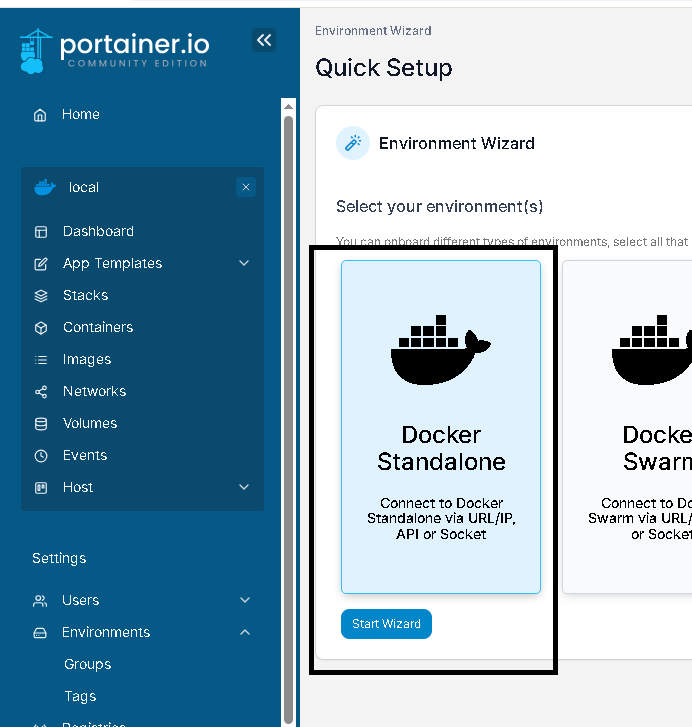 portainer.io
COMMUNITY EDITION
Home
local
Dashboard
App Templates
Stacks
Containers
Images
Networks
Volumes
Events
Host
Settings
Users
Environments
Groups
Tags
Registries
Environment Wizard
Quick Setup
Environment Wizard
Select your environment(s)
You can onboard different types of environments, select all that
Docker
Standalone
Connect to Docker
Standalone via URL/IP,
API or Socket
Start Wizard
Docke
Swarm
Connect to Do
Swarm via URL/
or Socket